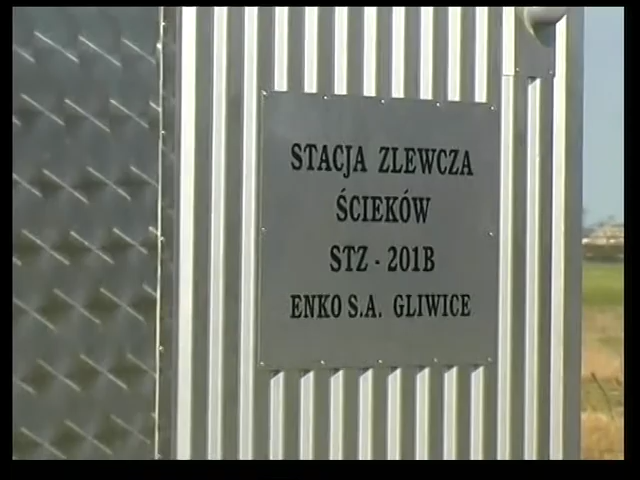 STACJA ZLEWCZA
ŚCIEKÓW
STZ - 201B
ENKO S.A. GLIWICE